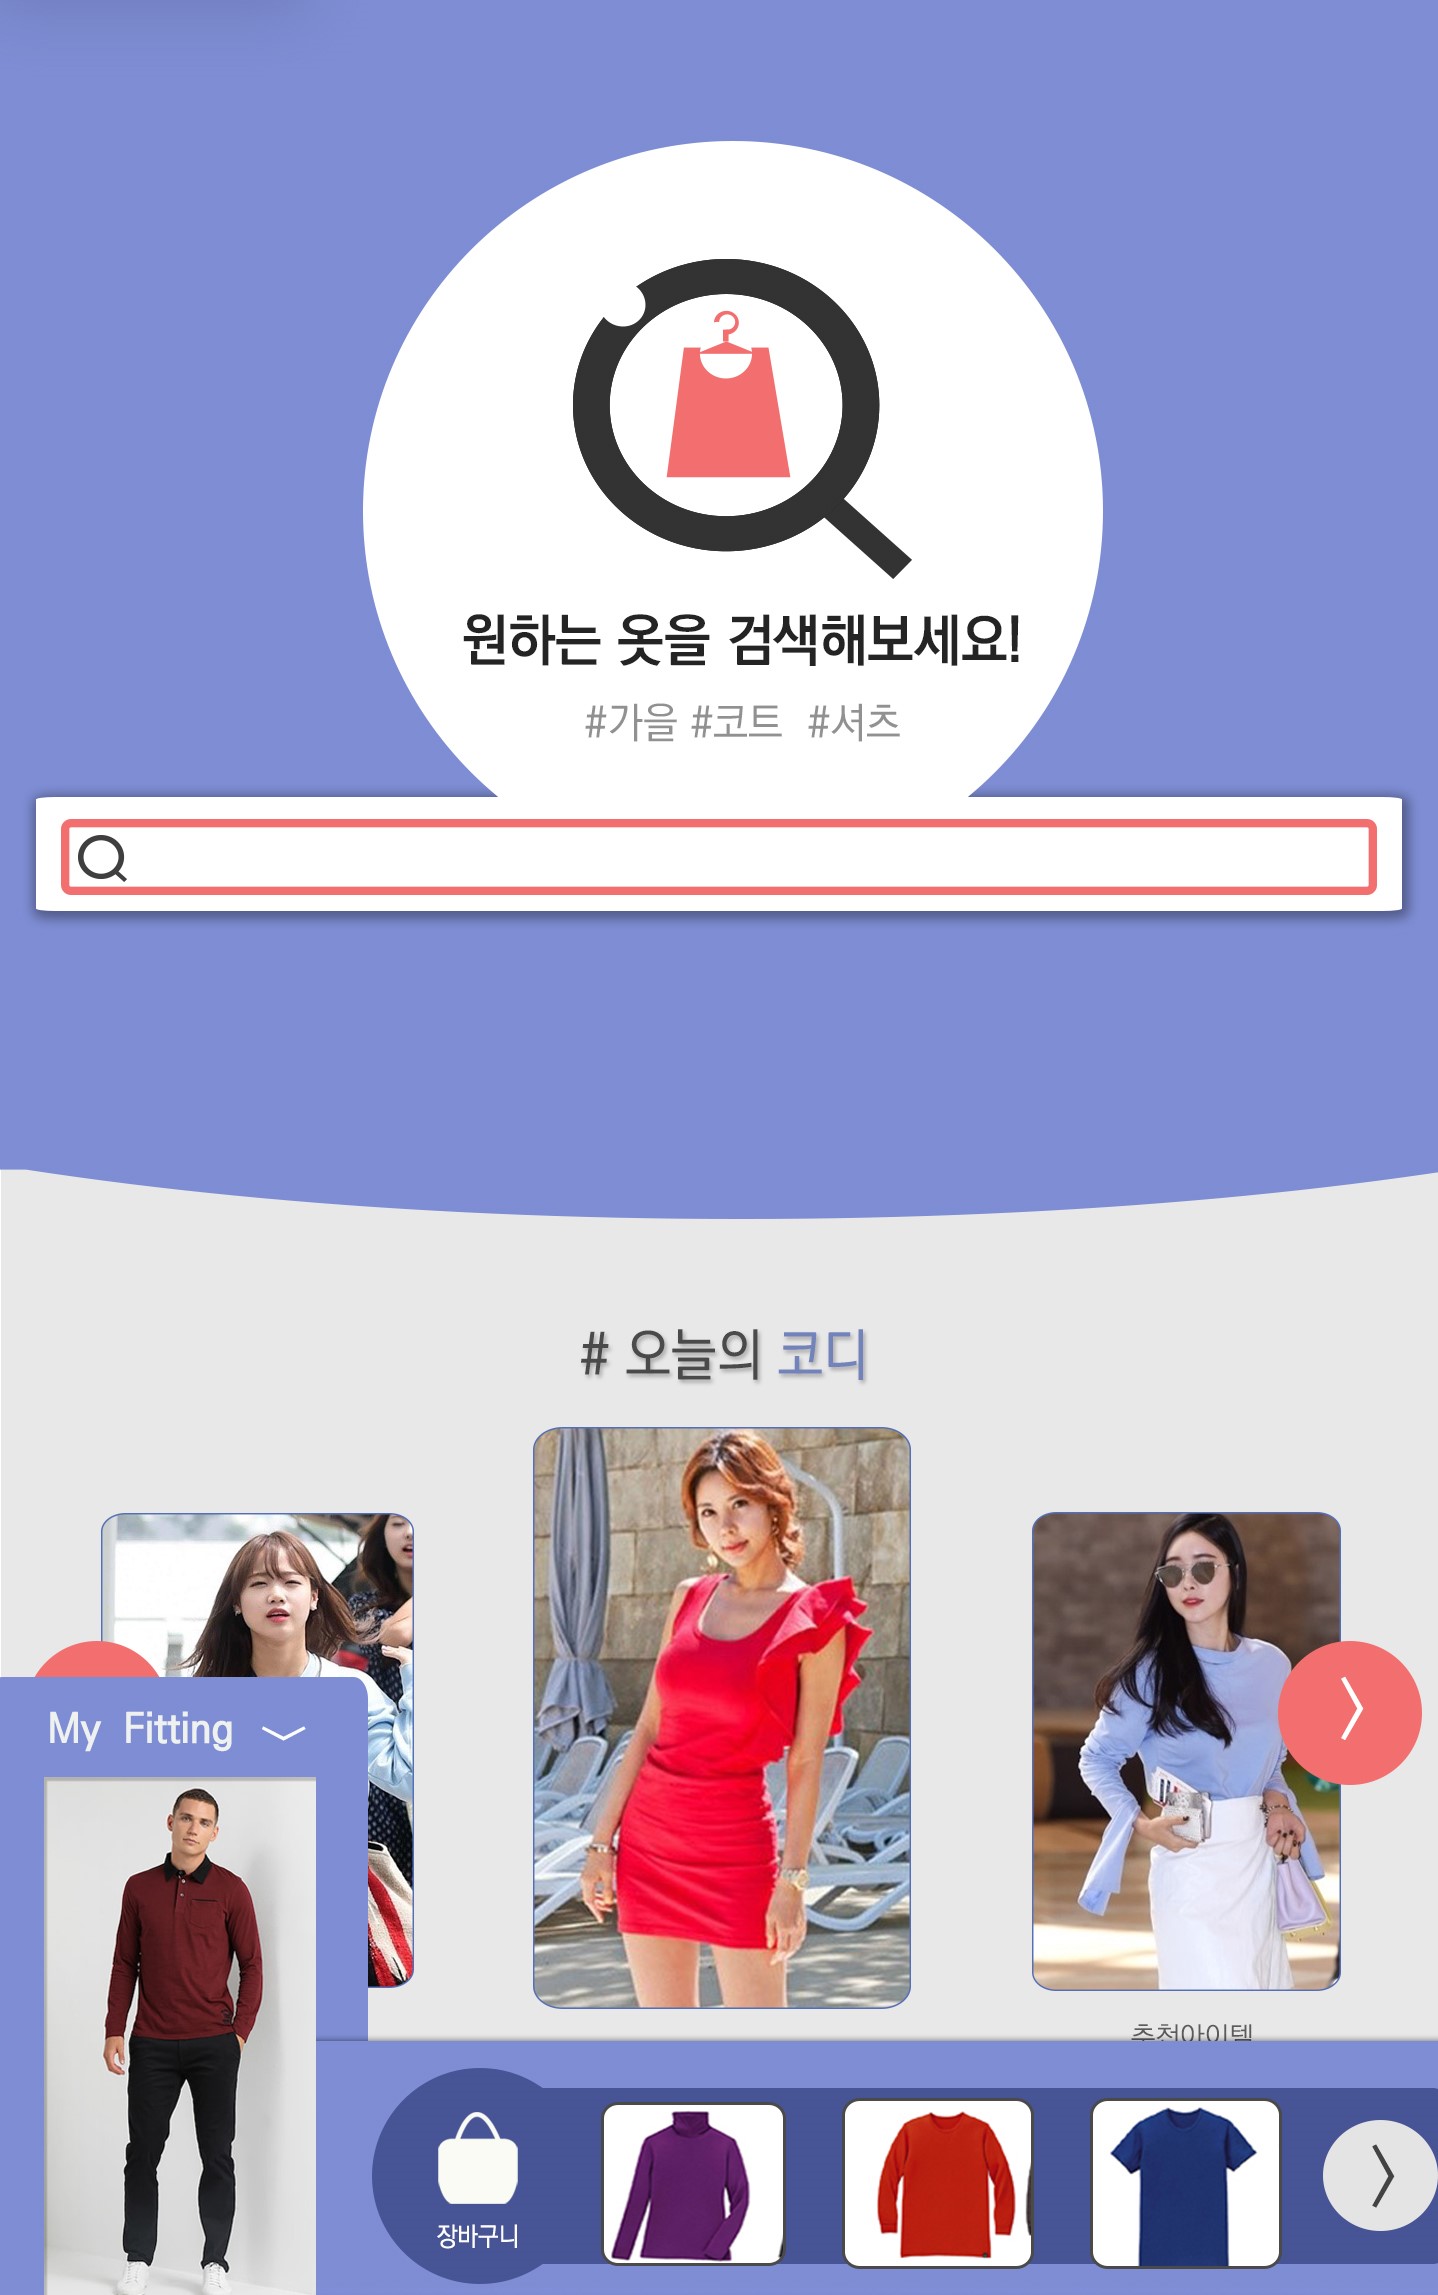 원하는 옷을 검색해보세요!
#가을 #코트 #셔츠
# 오늘의 코디
My Fitting
추천아이템
장바구니